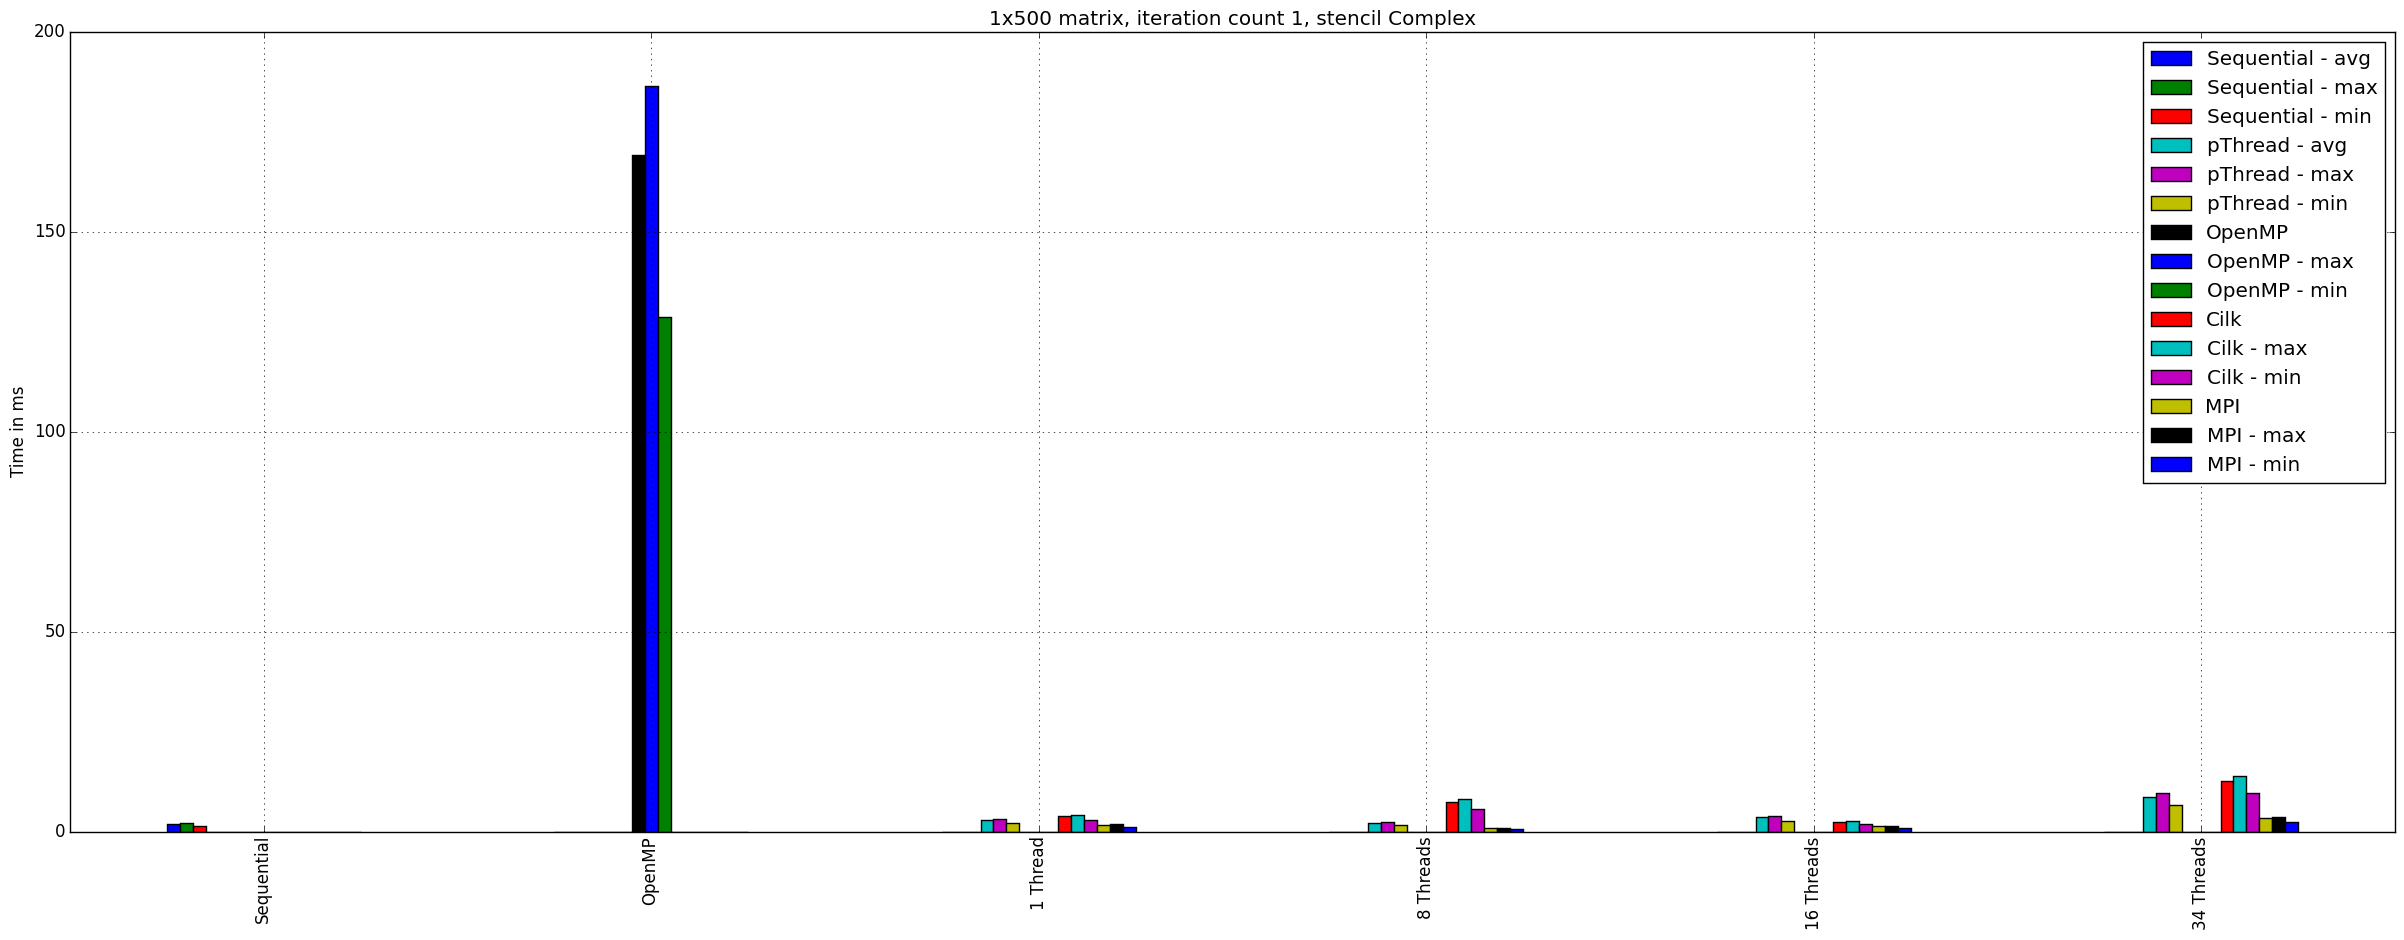 1x500 matrix, iteration count 1, stencil Complex
200
150
100
50
0
Time in ms
Sequential
OpenMP
1 Thread
8 Threads
16 Threads
34 Threads
Sequential - avg
Sequential - max
Sequential - min
pThread - avg
pThread - max
pThread - min
OpenMP
OpenMP - max
OpenMP - min
Cilk
Cilk - max
Cilk - min
MPI
MPI - max
MPI - min